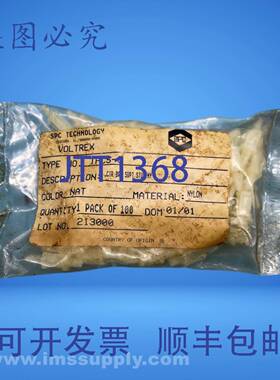 盗图必究
SPC TECHNOLOGY
VOLTREX
TYPE NO.
JTT1368
DESCRIPTION:
COLOR: NAT MATERIAL: NYLON
QUANTITY: 1 PACK OF 100 DOM 01/01
LOT NO. 213000
COUNTRY OF ORIGIN
可开发票 顺丰包邮
www.imssupply.com